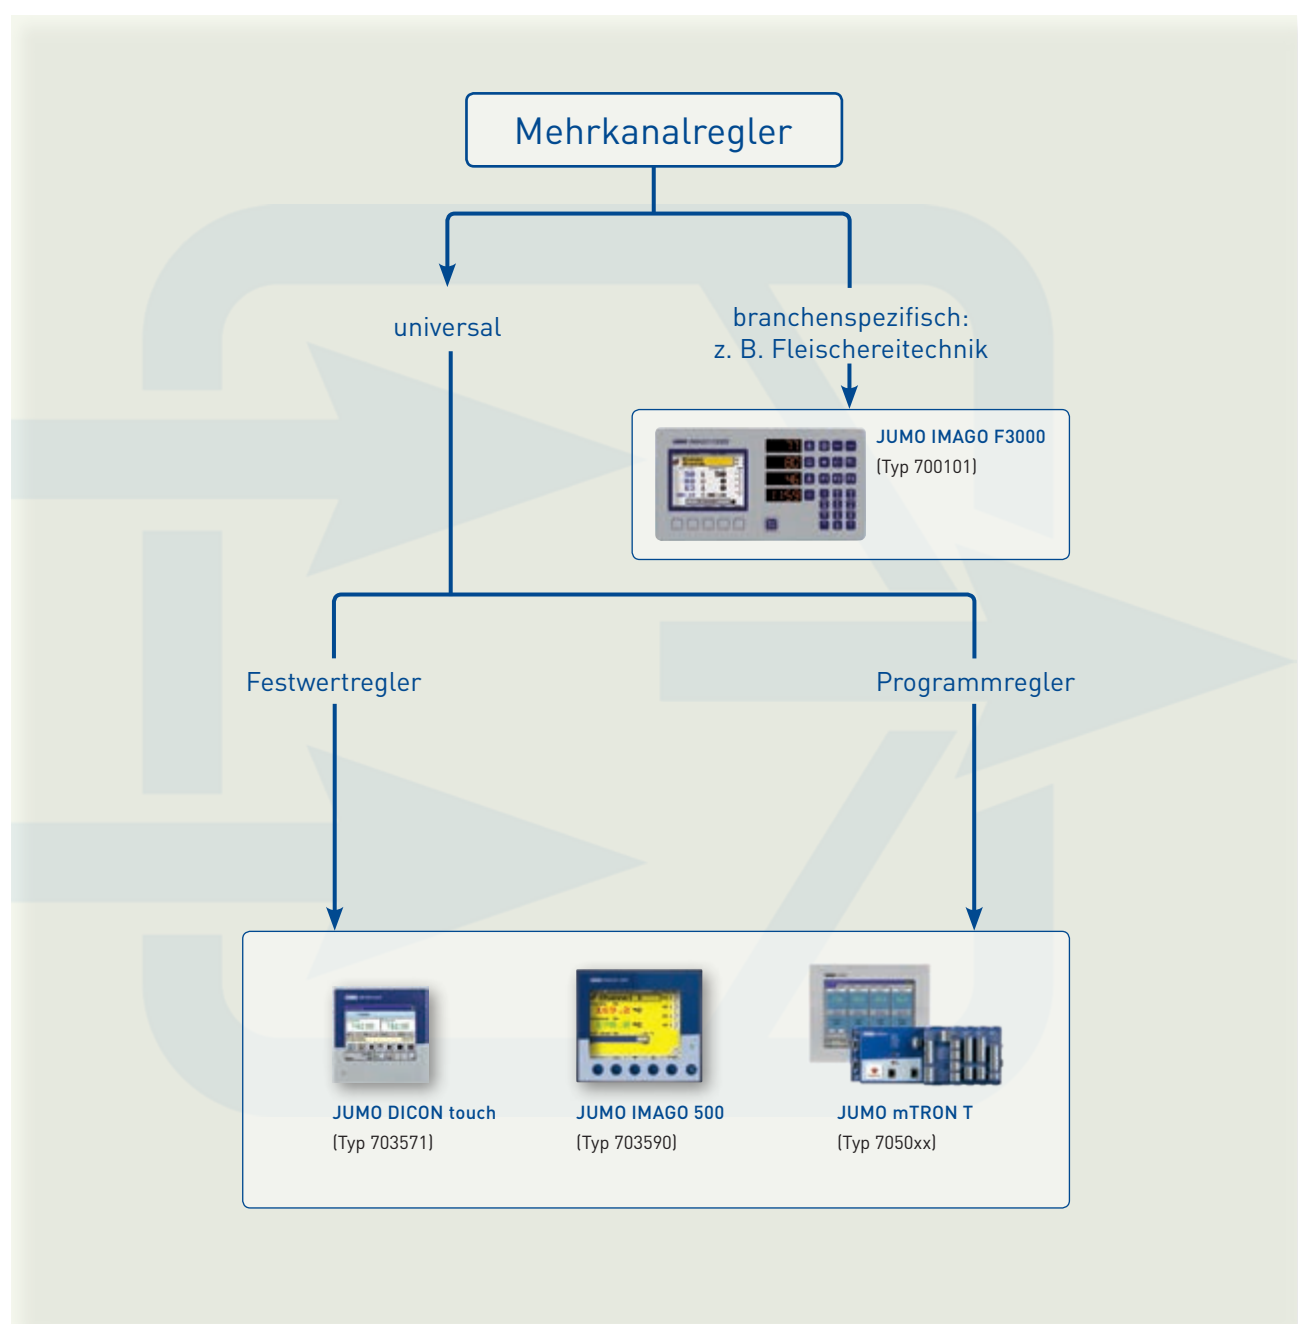 Mehrkanalregler
universal
branchenspezifisch:
z. B. Fleischereitechnik
JUMO IMAGO F3000
(Typ 700101)
Festwertregler
Programmregler
JUMO DICON touch
(Typ 703571)
JUMO IMAGO 500
(Typ 703590)
JUMO mTRON T
(Typ 7050xx)